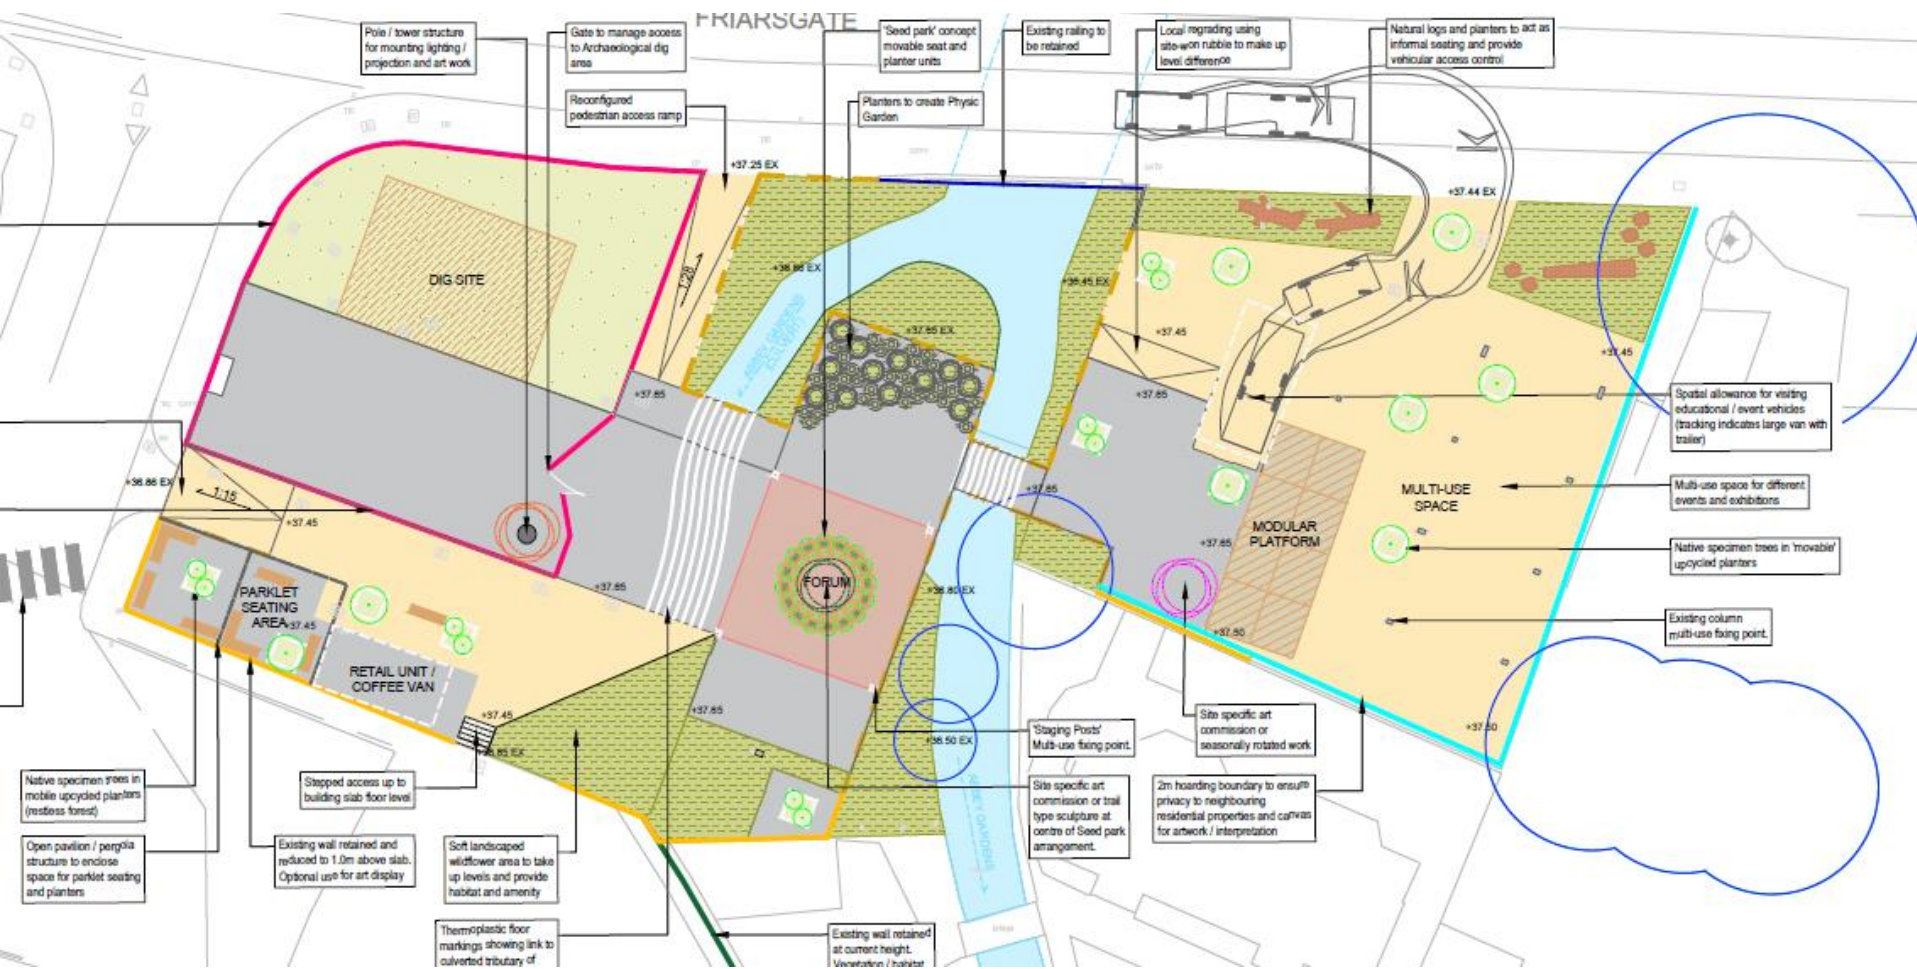 FRIARSGATE
Pole / tower structure
for mounting lighting /
projection and art work
Gate to manage access
to Archaeological dig
area
Reconfigured
pedestrian access ramp
'Seed park' concept
movable seat and
planter units
Planters to create Physic
Garden
Existing railing to
be retained
Local regrading using
site-won rubble to make up
level difference
Natural logs and planters to act as
informal seating and provide
vehicular access control
+37.25 EX
+37.44 EX
DIG SITE
1:28
+36.45 EX
+37.65 EX
+37.45
+37.45
+37.65
+37.65
Spatial allowance for visiting
educational / event vehicles
(tracking indicates large van with
trailer)
+36.86 EX
1:15
+37.45
+37.65
MULTI-USE
SPACE
Multi-use space for different
events and exhibitions
MODULAR
PLATFORM
+37.65
Native specimen trees in 'movable'
upcycled planters
FORUM
+37.65
+36.80 EX
PARKLET
SEATING
AREA
+37.45
Existing column
multi-use fixing point.
+37.50
RETAIL UNIT /
COFFEE VAN
+37.45
+37.65
+36.50 EX
+37.50
'Staging Posts'
Multi-use fixing point.
Site specific art
commission or
seasonally rotated work
Native specimen trees in
mobile upcycled planters
(restless forest)
Stepped access up to
building slab floor level
Site specific art
commission or trail
type sculpture at
centre of Seed park
arrangement.
2m hoarding boundary to ensure
privacy to neighbouring
residential properties and canvas
for artwork / interpretation
ABBEY GARDENS
Open pavilion / pergola
structure to enclose
space for parklet seating
and planters
Existing wall retained and
reduced to 1.0m above slab.
Optional use for art display
Soft landscaped
wildflower area to take
up levels and provide
habitat and amenity
Thermoplastic floor
markings showing link to
culverted tributary of
Existing wall retained
at current height.
Vegetation / habitat